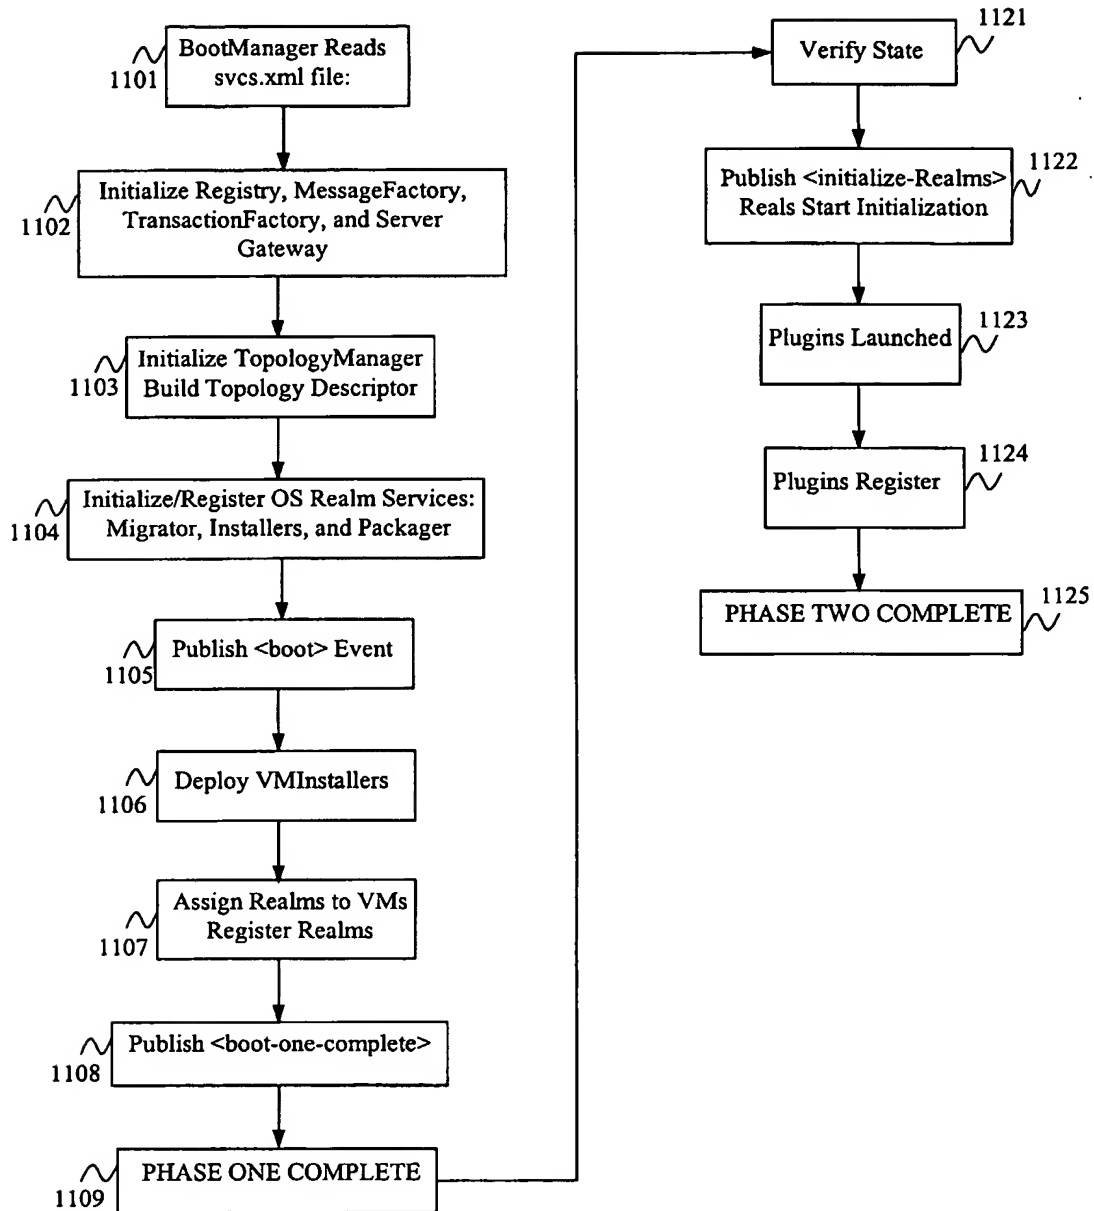 BootManager Reads
svcs.xml file:
1101
Initialize Registry, MessageFactory,
TransactionFactory, and Server
Gateway
1102
Initialize TopologyManager
Build Topology Descriptor
1103
Initialize/Register OS Realm Services:
Migrator, Installers, and Packager
1104
Publish <boot> Event
1105
Deploy VMInstallers
1106
Assign Realms to VMs
Register Realms
1107
Publish <boot-one-complete>
1108
PHASE ONE COMPLETE
1109
1121
Verify State
1122
Publish <initialize-Realms>
Reals Start Initialization
1123
Plugins Launched
1124
Plugins Register
1125
PHASE TWO COMPLETE